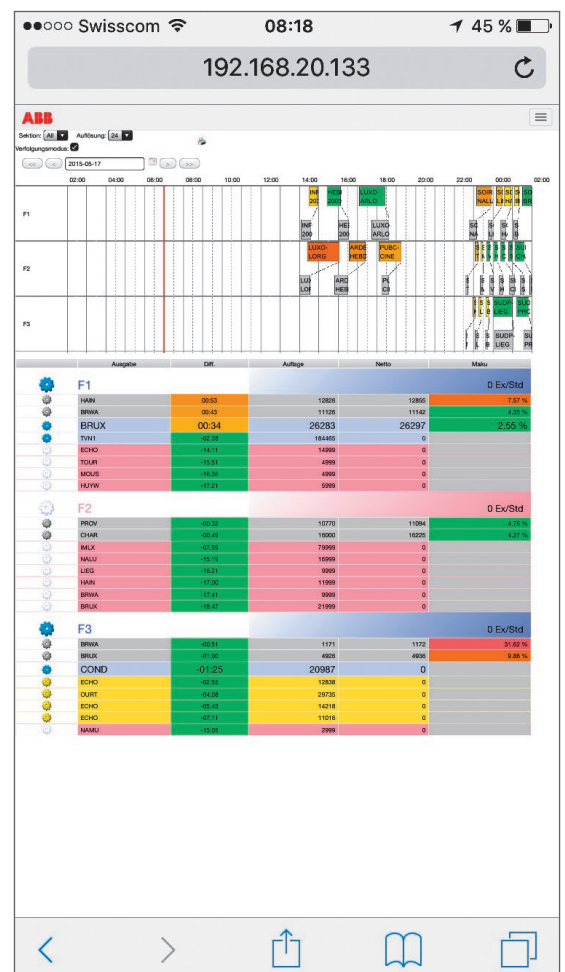 Swisscom 08:18 45 %
192.168.20.133
ABB
Sektion: All Auflösung: 24
Verfolgungsmodus:
<< < 2015-05-17 > >>
02:00 04:00 06:00 08:00 10:00 12:00 14:00 16:00 18:00 20:00 22:00 00:00 02:00
F1
F2
F3
LUXO- ARLO
LUXO- LORG
ARDE HEBD
PUBC- CINE
SUDP- LIEG
Ausgabe Diff. Auflage Netto Maku
F1 0 Ex/Std
HAIN 00:53 12826 12855 7.57 %
BRWA 00:43 11126 11142 4.35 %
BRUX 00:34 26283 26297 2.55 %
TVN1 -02:38 184465 0
ECHO -14:11 14999 0
TOUR -15:51 4999 0
MOUS -16:36 4999 0
HUYW -17:21 5999 0
F2 0 Ex/Std
PROV -00:32 10770 11094 4.76 %
CHAR -00:49 16000 16225 4.27 %
IMLX -07:59 79999 0
NALU -15:19 16999 0
LIEG -16:21 9999 0
HAIN -17:00 11999 0
BRWA -17:41 9999 0
BRUX -18:47 21999 0
F3 0 Ex/Std
BRWA -00:51 1171 1172 31.62 %
BRUX -01:00 4926 4936 9.86 %
COND -01:25 20987 0
ECHO -02:55 12838 0
OURT -04:08 29735 0
ECHO -05:43 14218 0
ECHO -07:11 11016 0
NAMU -15:05 2999 0